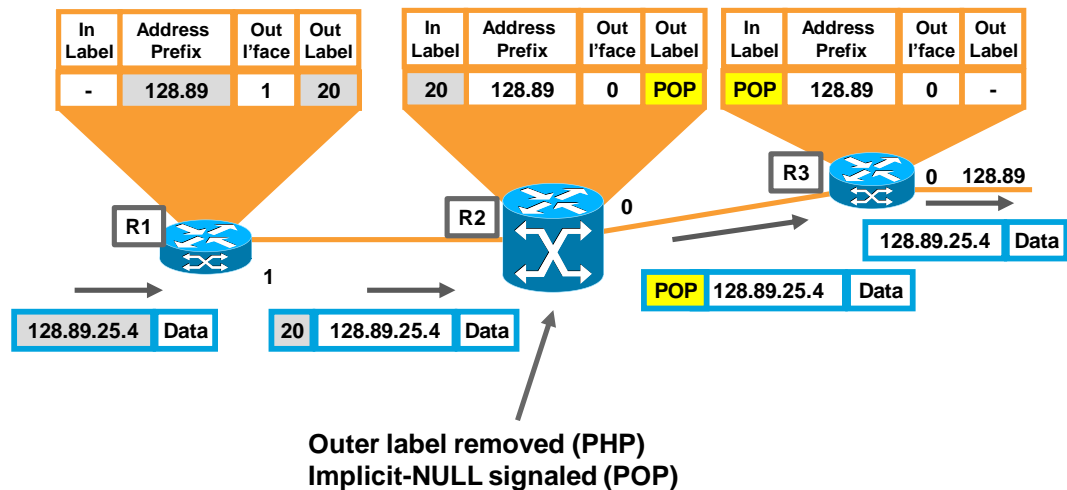 In Label Address Prefix Out I'face Out Label
- 128.89 1 20
In Label Address Prefix Out I'face Out Label
20 128.89 0 POP
In Label Address Prefix Out I'face Out Label
POP 128.89 0 -
R1
1
R2
0
R3
0 128.89
128.89.25.4 Data
20 128.89.25.4 Data
POP 128.89.25.4 Data
128.89.25.4 Data
Outer label removed (PHP)
Implicit-NULL signaled (POP)